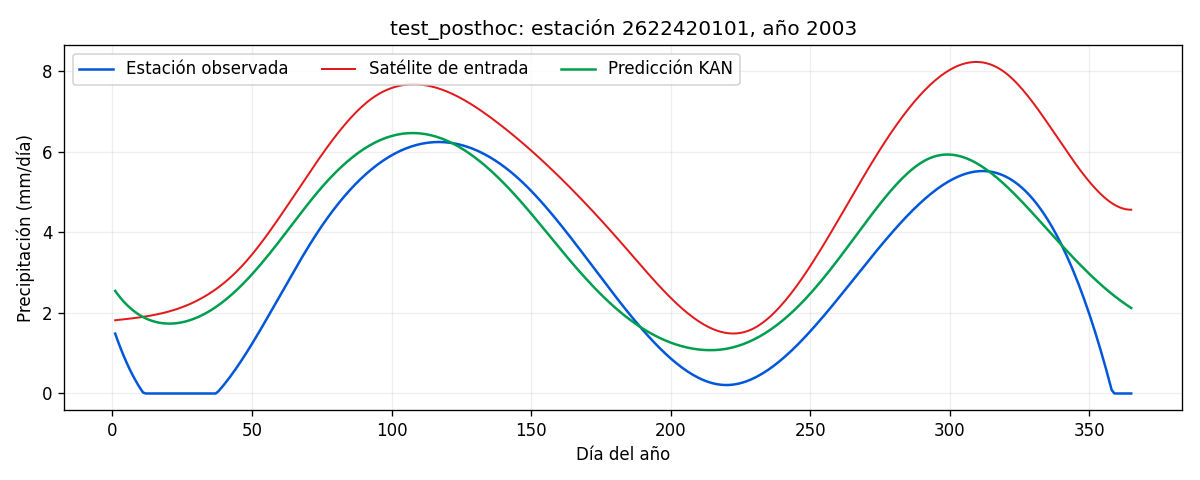 test_posthoc: estación 2622420101, año 2003
Estación observada
Satélite de entrada
Predicción KAN
Precipitación (mm/día)
8
6
4
2
0
0
50
100
150
200
250
300
350
Día del año